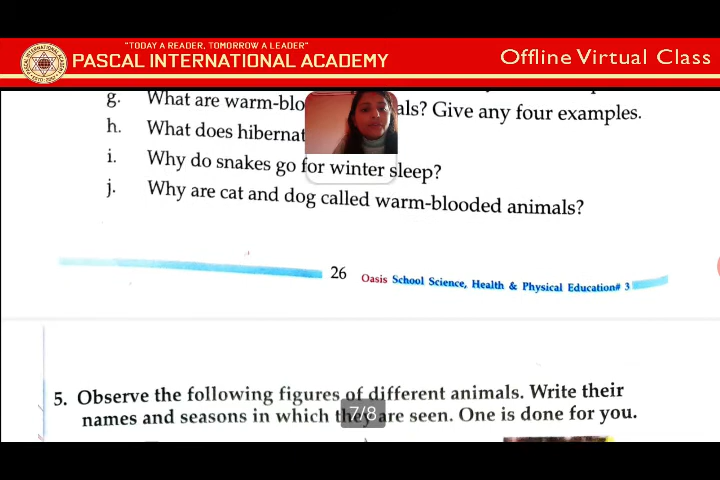 "TODAY A READER, TOMORROW A LEADER"
PASCAL INTERNATIONAL ACADEMY
Offline Virtual Class
g. What are warm-blo als? Give any four examples.
h. What does hibernat
i. Why do snakes go for winter sleep?
j. Why are cat and dog called warm-blooded animals?
26 Oasis School Science, Health & Physical Education# 3
5. Observe the following figures of different animals. Write their
names and seasons in which they are seen. One is done for you.
7/8